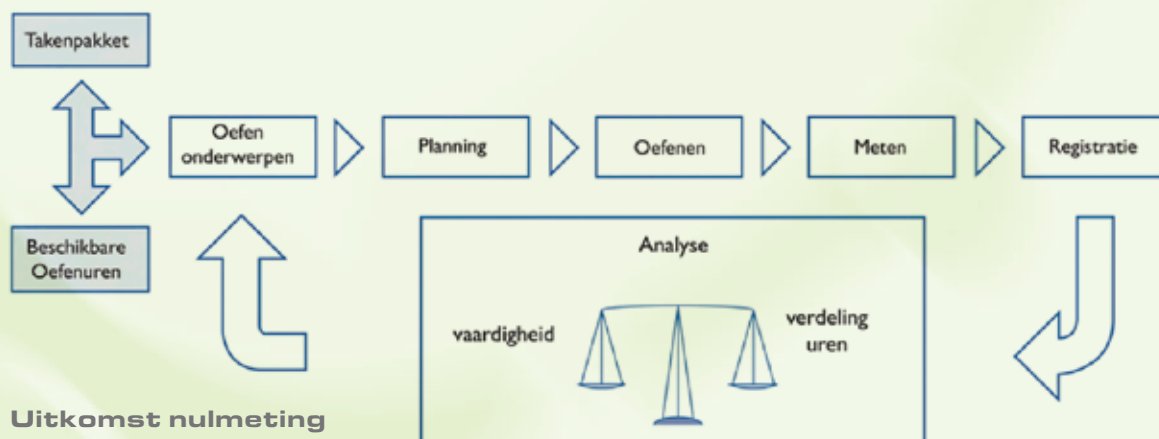 Takenpakket
Oefen
onderwerpen
Planning
Oefenen
Meten
Registratie
Beschikbare
Oefenuren
Analyse
vaardigheid
verdeling
uren
Uitkomst nulmeting